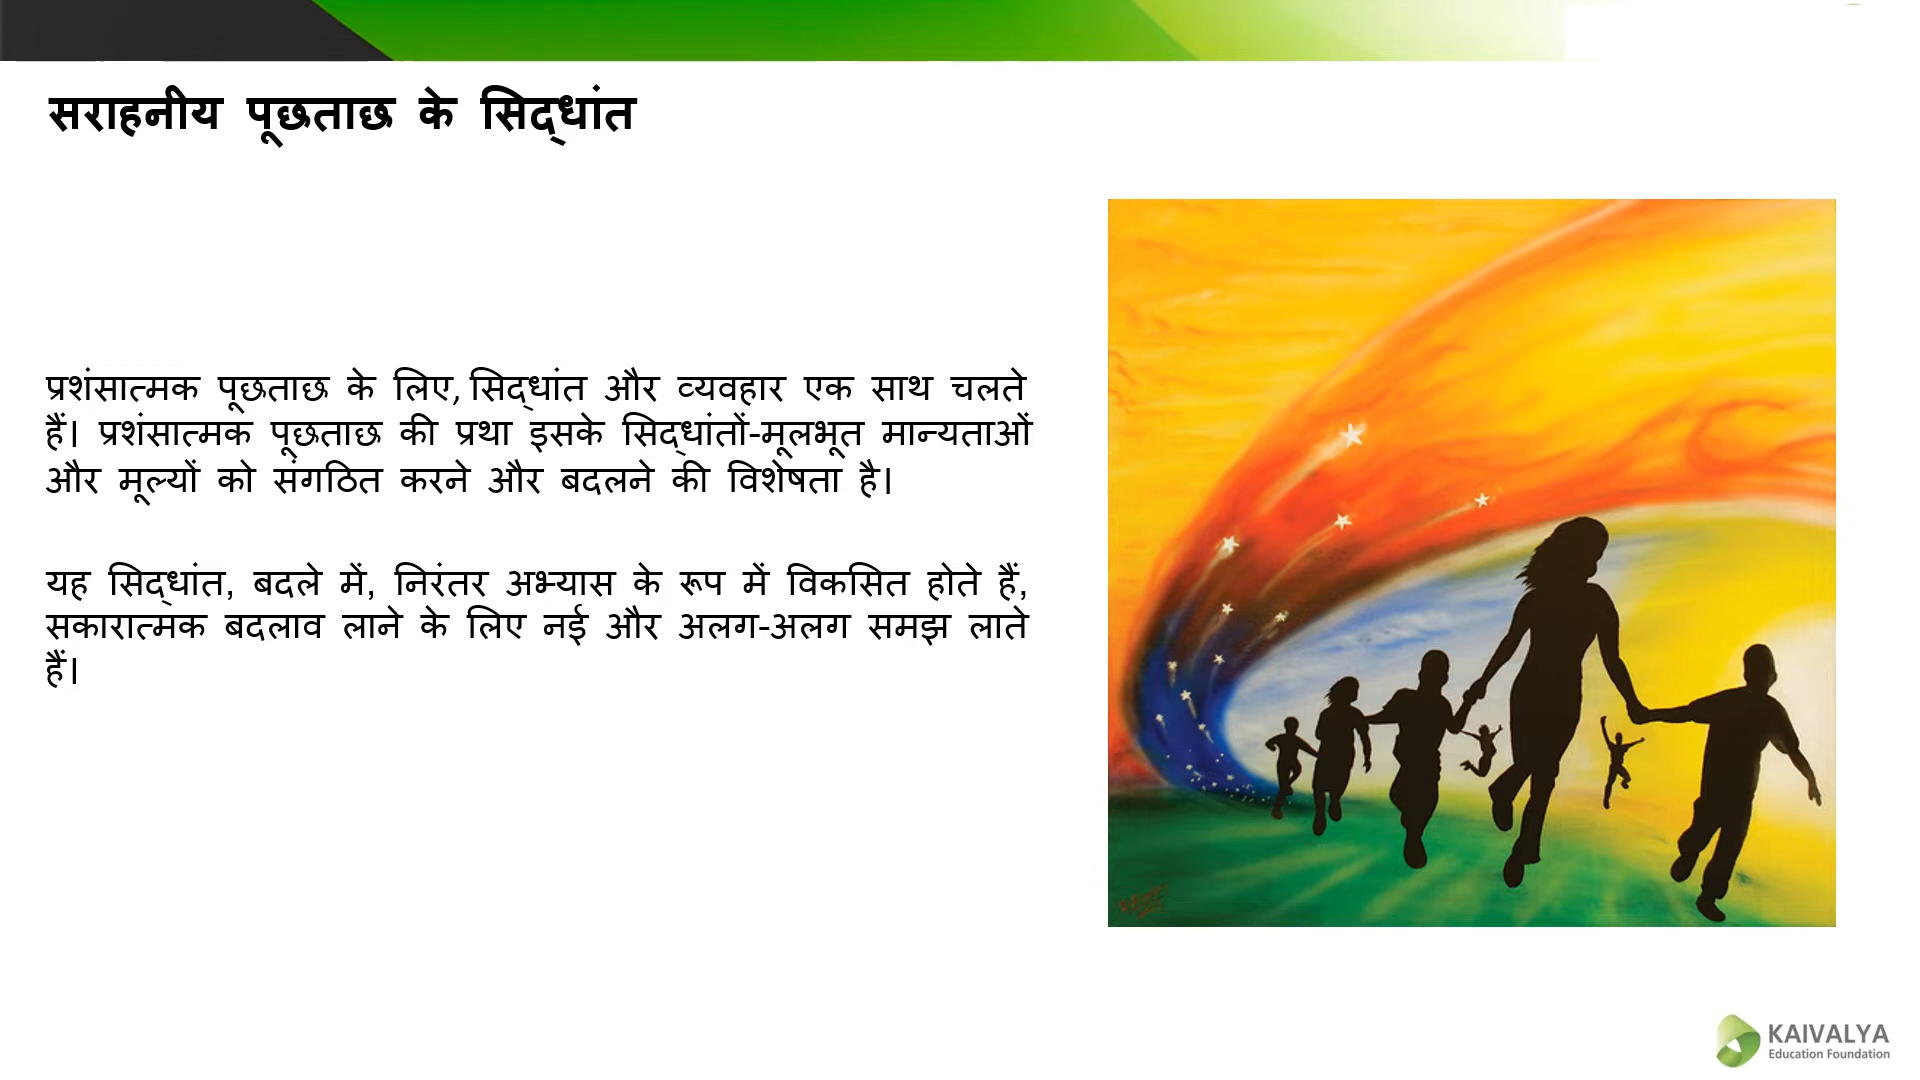 सराहनीय पूछताछ के सिद्धांत
प्रशंसात्मक पूछताछ के लिए, सिद्धांत और व्यवहार एक साथ चलते
हैं। प्रशंसात्मक पूछताछ की प्रथा इसके सिद्धांतों-मूलभूत मान्यताओं
और मूल्यों को संगठित करने और बदलने की विशेषता है।
यह सिद्धांत, बदले में, निरंतर अभ्यास के रूप में विकसित होते हैं,
सकारात्मक बदलाव लाने के लिए नई और अलग-अलग समझ लाते
हैं।
KAIVALYA
Education Foundation